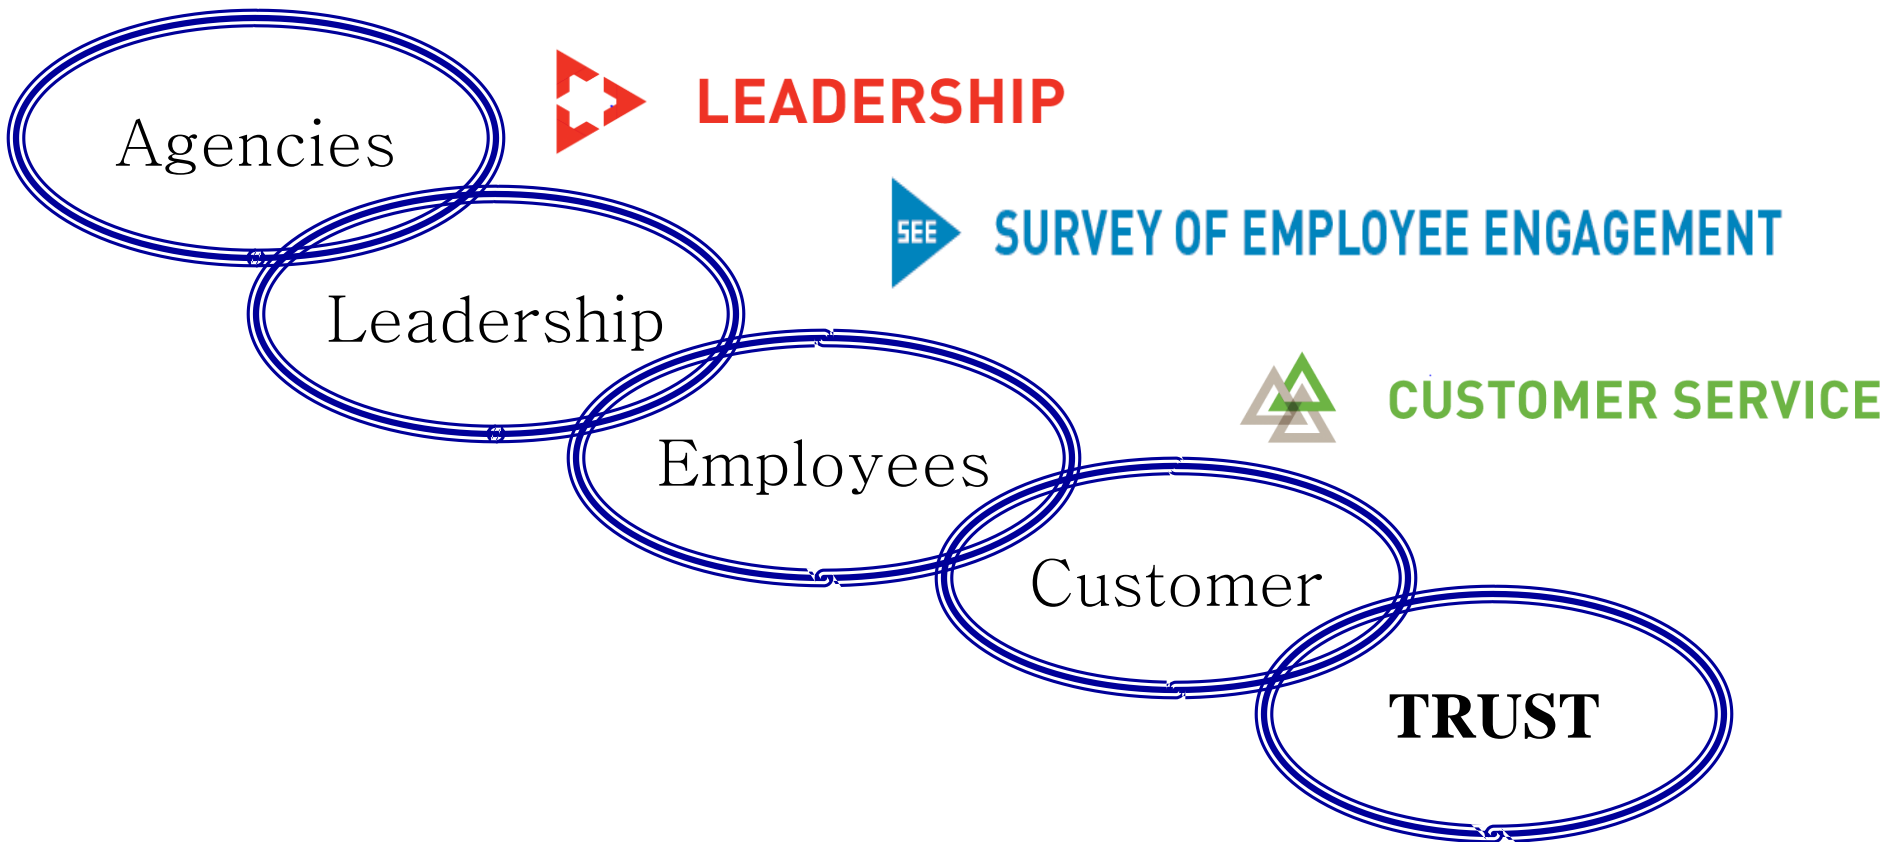 LEADERSHIP
Agencies
SEE SURVEY OF EMPLOYEE ENGAGEMENT
Leadership
CUSTOMER SERVICE
Employees
Customer
TRUST